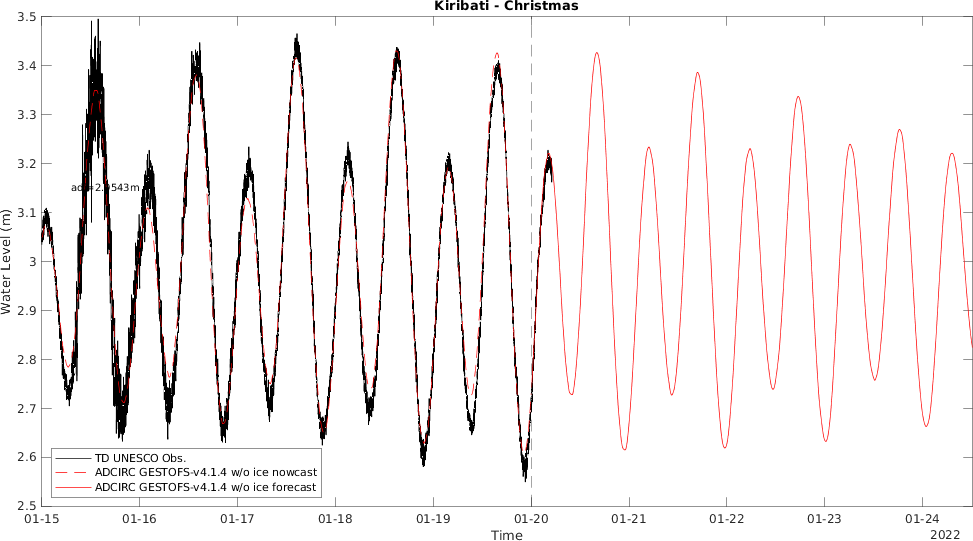 Kiribati - Christmas
3.5
3.4
3.3
3.2
3.1
3
2.9
2.8
2.7
2.6
2.5
Water Level (m)
TD UNESCO Obs.
ADCIRC GESTOFS-v4.1.4 w/o ice nowcast
ADCIRC GESTOFS-v4.1.4 w/o ice forecast
01-15 01-16 01-17 01-18 01-19 01-20 01-21 01-22 01-23 01-24
Time
2022